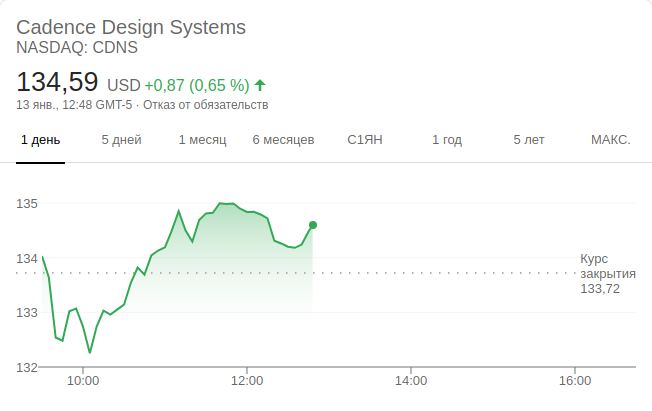 Cadence Design Systems
NASDAQ: CDNS
134,59 USD +0,87 (0,65 %)
13 янв., 12:48 GMT-5 · Отказ от обязательств
1 день 5 дней 1 месяц 6 месяцев С1ЯН 1 год 5 лет МАКС.
135
134
Курс
закрытия
133,72
133
132
10:00 12:00 14:00 16:00